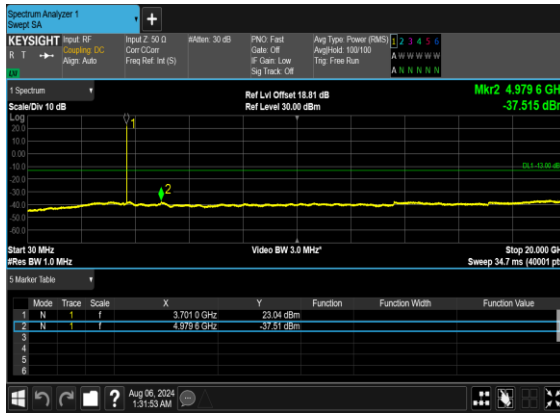 Spectrum Analyzer 1
Swept SA
+
KEYSIGHT
R T
Input: RF
Coupling: DC
Align: Auto
Input Z: 50 Ω
Corr CCorr
Freq Ref: Int (S)
#Atten: 30 dB
PNO: Fast
Gate: Off
IF Gain: Low
Sig Track: Off
Avg Type: Power (RMS)
Avg|Hold: 100/100
Trig: Free Run
1 2 3 4 5 6
A W W W W W
A N N N N N
1 Spectrum
Scale/Div 10 dB
Ref Lvl Offset 18.81 dB
Ref Level 30.00 dBm
Mkr2 4.979 6 GH
-37.515 dB
Log
20.0
10.0
0.00
-10.0
-20.0
-30.0
-40.0
-50.0
-60.0
1
2
DL1 -13.00 dB
Start 30 MHz
#Res BW 1.0 MHz
Video BW 3.0 MHz*
Stop 20.000 GH
Sweep 34.7 ms (40001 pt
5 Marker Table
Mode Trace Scale X Y Function Function Width Function Value
1 N 1 f 3.701 0 GHz 23.04 dBm
2 N 1 f 4.979 6 GHz -37.51 dBm
3
4
5
6
?
Aug 06, 2024
1:31:53 AM